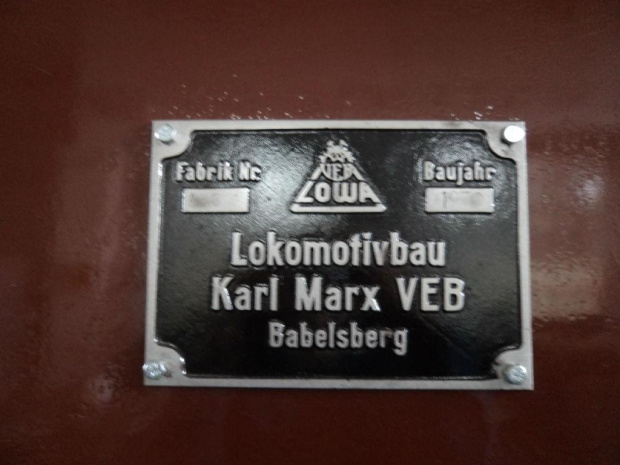 Fabrik Nr.
VEB
LOWA
Baujahr
Lokomotivbau
Karl Marx VEB
Babelsberg